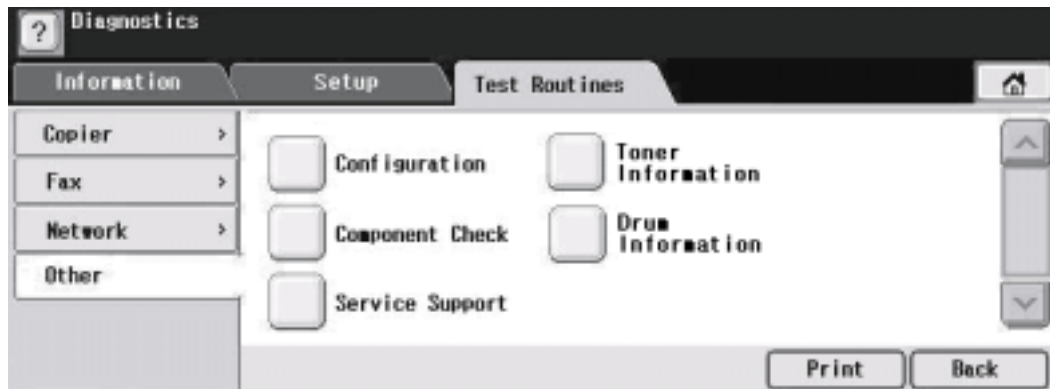 ?
Diagnostics
Information
Setup
Test Routines
Copier
Fax
Network
Other
Configuration
Component Check
Service Support
Toner
Information
Drum
Information
Print
Back